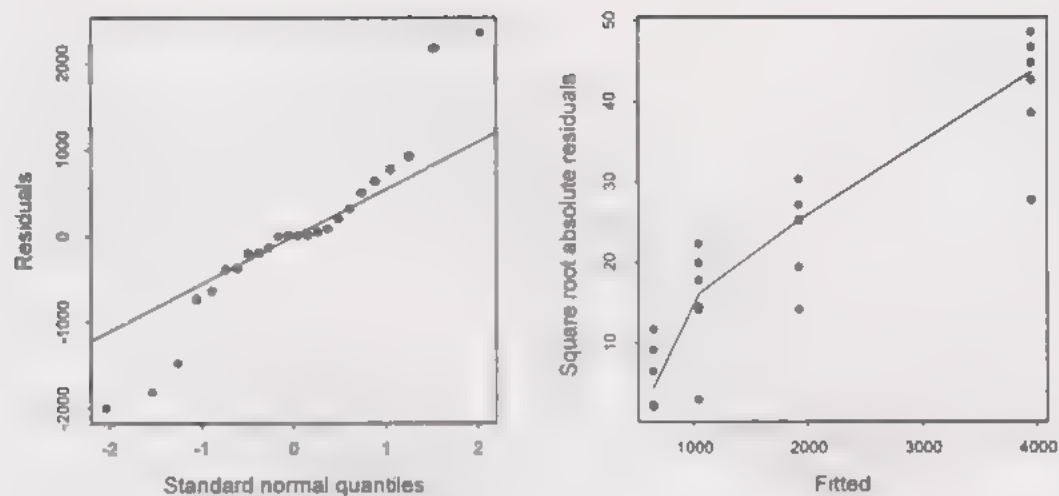 2000
1000
0
-1000
-2000
Residuals
-2 -1 0 1 2
Standard normal quantiles
50
40
30
20
10
Square root absolute residuals
1000 2000 3000 4000
Fitted